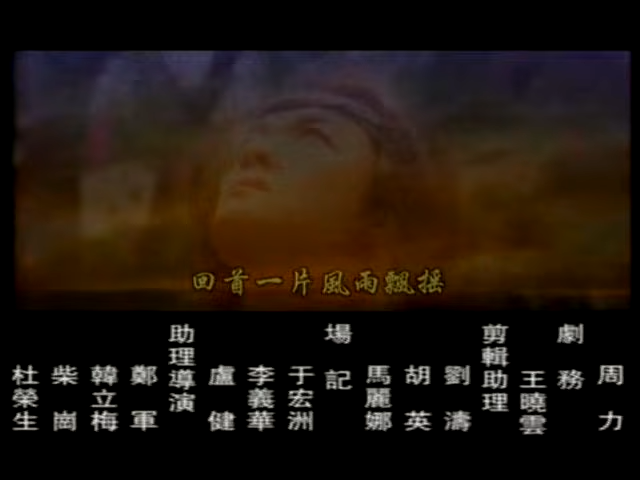 回首一片風雨飄搖
周力
劇務
王曉雲
剪輯助理
劉濤
胡英
馬麗娜
場記
于宏洲
李義華
盧健
助理導演
鄭軍
韓立梅
柴崗
杜榮生